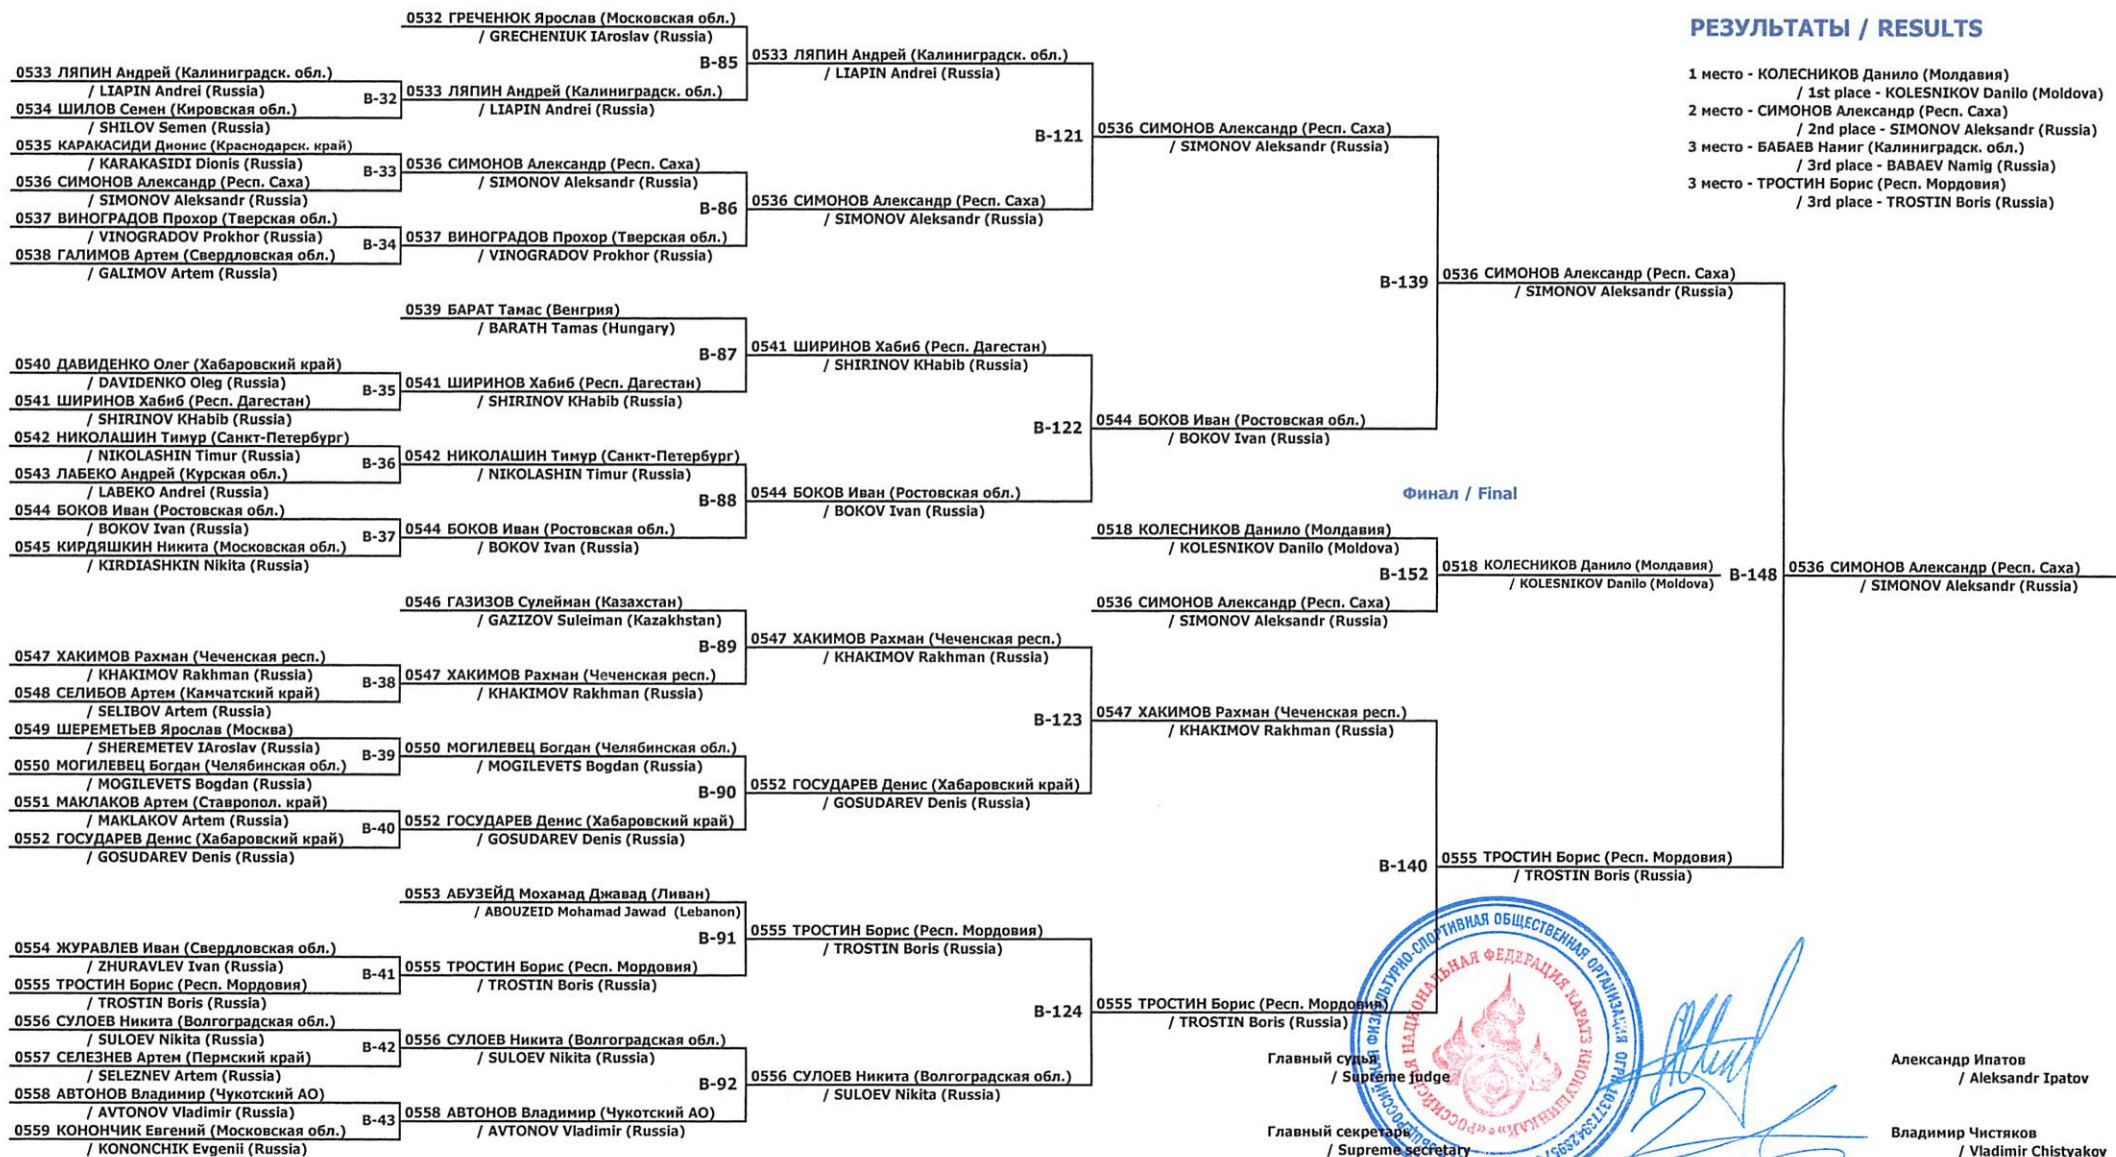 РЕЗУЛЬТАТЫ / RESULTS
1 место - КОЛЕСНИКОВ Данило (Молдавия)
/ 1st place - KOLESNIKOV Danilo (Moldova)
2 место - СИМОНОВ Александр (Респ. Саха)
/ 2nd place - SIMONOV Aleksandr (Russia)
3 место - БАБАЕВ Намиг (Калиниградск. обл.)
/ 3rd place - BABAEV Namig (Russia)
3 место - ТРОСТИН Борис (Респ. Мордовия)
/ 3rd place - TROSTIN Boris (Russia)
0533 ЛЯПИН Андрей (Калиниградск. обл.)
/ LIAPIN Andrei (Russia)
B-32
0534 ШИЛОВ Семен (Кировская обл.)
/ SHILOV Semen (Russia)
0535 КАРАКАСИДИ Дионис (Краснодарск. край)
/ KARAKASIDI Dionis (Russia)
B-33
0536 СИМОНОВ Александр (Респ. Саха)
/ SIMONOV Aleksandr (Russia)
0537 ВИНОГРАДОВ Прохор (Тверская обл.)
/ VINOGRADOV Prokhor (Russia)
B-34
0538 ГАЛИМОВ Артем (Свердловская обл.)
/ GALIMOV Artem (Russia)
0540 ДАВИДЕНКО Олег (Хабаровский край)
/ DAVIDENKO Oleg (Russia)
B-35
0541 ШИРИНОВ Хабиб (Респ. Дагестан)
/ SHIRINOV KHabib (Russia)
0542 НИКОЛАШИН Тимур (Санкт-Петербург)
/ NIKOLASHIN Timur (Russia)
B-36
0543 ЛАБЕКО Андрей (Курская обл.)
/ LABEKO Andrei (Russia)
0544 БОКОВ Иван (Ростовская обл.)
/ BOKOV Ivan (Russia)
B-37
0545 КИРДЯШКИН Никита (Московская обл.)
/ KIRDIASHKIN Nikita (Russia)
0547 ХАКИМОВ Рахман (Чеченская респ.)
/ KHAKIMOV Rakhman (Russia)
B-38
0548 СЕЛИБОВ Артем (Камчатский край)
/ SELIBOV Artem (Russia)
0549 ШЕРЕМЕТЬЕВ Ярослав (Москва)
/ SHEREMETEV IAroslav (Russia)
B-39
0550 МОГИЛЕВЕЦ Богдан (Челябинская обл.)
/ MOGILEVETS Bogdan (Russia)
0551 МАКЛАКОВ Артем (Ставропол. край)
/ MAKLAKOV Artem (Russia)
B-40
0552 ГОСУДАРЕВ Денис (Хабаровский край)
/ GOSUDAREV Denis (Russia)
0554 ЖУРАВЛЕВ Иван (Свердловская обл.)
/ ZHURAVLEV Ivan (Russia)
B-41
0555 ТРОСТИН Борис (Респ. Мордовия)
/ TROSTIN Boris (Russia)
0556 СУЛОЕВ Никита (Волгоградская обл.)
/ SULOEV Nikita (Russia)
B-42
0557 СЕЛЕЗНЕВ Артем (Пермский край)
/ SELEZNEV Artem (Russia)
0558 АВТОНОВ Владимир (Чукотский АО)
/ AVTONOV Vladimir (Russia)
B-43
0559 КОНОНЧИК Евгений (Московская обл.)
/ KONONCHIK Evgenii (Russia)
0532 ГРЕЧЕНЮК Ярослав (Московская обл.)
/ GRECHENIUK IAroslav (Russia)
B-85
0533 ЛЯПИН Андрей (Калиниградск. обл.)
/ LIAPIN Andrei (Russia)
0536 СИМОНОВ Александр (Респ. Саха)
/ SIMONOV Aleksandr (Russia)
B-86
0537 ВИНОГРАДОВ Прохор (Тверская обл.)
/ VINOGRADOV Prokhor (Russia)
0539 БАРАТ Тамас (Венгрия)
/ BARATH Tamas (Hungary)
B-87
0541 ШИРИНОВ Хабиб (Респ. Дагестан)
/ SHIRINOV KHabib (Russia)
0542 НИКОЛАШИН Тимур (Санкт-Петербург)
/ NIKOLASHIN Timur (Russia)
B-88
0544 БОКОВ Иван (Ростовская обл.)
/ BOKOV Ivan (Russia)
0546 ГАЗИЗОВ Сулейман (Казахстан)
/ GAZIZOV Suleiman (Kazakhstan)
B-89
0547 ХАКИМОВ Рахман (Чеченская респ.)
/ KHAKIMOV Rakhman (Russia)
0550 МОГИЛЕВЕЦ Богдан (Челябинская обл.)
/ MOGILEVETS Bogdan (Russia)
B-90
0552 ГОСУДАРЕВ Денис (Хабаровский край)
/ GOSUDAREV Denis (Russia)
0553 АБУЗЕЙД Мохамад Джавад (Ливан)
/ ABOUZEID Mohamad Jawad (Lebanon)
B-91
0555 ТРОСТИН Борис (Респ. Мордовия)
/ TROSTIN Boris (Russia)
0556 СУЛОЕВ Никита (Волгоградская обл.)
/ SULOEV Nikita (Russia)
B-92
0558 АВТОНОВ Владимир (Чукотский АО)
/ AVTONOV Vladimir (Russia)
0533 ЛЯПИН Андрей (Калиниградск. обл.)
/ LIAPIN Andrei (Russia)
B-121
0536 СИМОНОВ Александр (Респ. Саха)
/ SIMONOV Aleksandr (Russia)
0541 ШИРИНОВ Хабиб (Респ. Дагестан)
/ SHIRINOV KHabib (Russia)
B-122
0544 БОКОВ Иван (Ростовская обл.)
/ BOKOV Ivan (Russia)
0547 ХАКИМОВ Рахман (Чеченская респ.)
/ KHAKIMOV Rakhman (Russia)
B-123
0552 ГОСУДАРЕВ Денис (Хабаровский край)
/ GOSUDAREV Denis (Russia)
0555 ТРОСТИН Борис (Респ. Мордовия)
/ TROSTIN Boris (Russia)
B-124
0556 СУЛОЕВ Никита (Волгоградская обл.)
/ SULOEV Nikita (Russia)
0536 СИМОНОВ Александр (Респ. Саха)
/ SIMONOV Aleksandr (Russia)
B-139
0544 БОКОВ Иван (Ростовская обл.)
/ BOKOV Ivan (Russia)
Финал / Final
0518 КОЛЕСНИКОВ Данило (Молдавия)
/ KOLESNIKOV Danilo (Moldova)
B-152
0536 СИМОНОВ Александр (Респ. Саха)
/ SIMONOV Aleksandr (Russia)
0518 КОЛЕСНИКОВ Данило (Молдавия)
/ KOLESNIKOV Danilo (Moldova)
0547 ХАКИМОВ Рахман (Чеченская респ.)
/ KHAKIMOV Rakhman (Russia)
B-140
0555 ТРОСТИН Борис (Респ. Мордовия)
/ TROSTIN Boris (Russia)
0536 СИМОНОВ Александр (Респ. Саха)
/ SIMONOV Aleksandr (Russia)
B-148
0555 ТРОСТИН Борис (Респ. Мордовия)
/ TROSTIN Boris (Russia)
0536 СИМОНОВ Александр (Респ. Саха)
/ SIMONOV Aleksandr (Russia)
Главный судья
/ Supreme judge
Александр Ипатов
/ Aleksandr Ipatov
Главный секретарь
/ Supreme secretary
Владимир Чистяков
/ Vladimir Chistyakov
ФИЗКУЛЬТУРНО-СПОРТИВНАЯ ОБЩЕСТВЕННАЯ ОРГАНИЗАЦИЯ
РОССИЙСКАЯ НАЦИОНАЛЬНАЯ ФЕДЕРАЦИЯ КАРАТЭ КИОКУШИНКАЙ